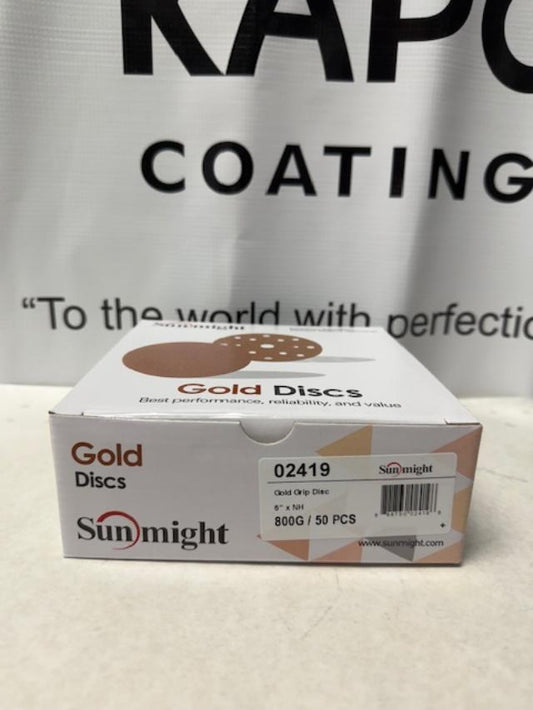 COATING
“To the world with perfectio
Sunmight
Gold Discs
Best performance, reliability, and value
Gold
Discs
Sunmight
02419
Sunmight
Gold Grip Disc
6" x NH
800G / 50 PCS
+
www.sunmight.com